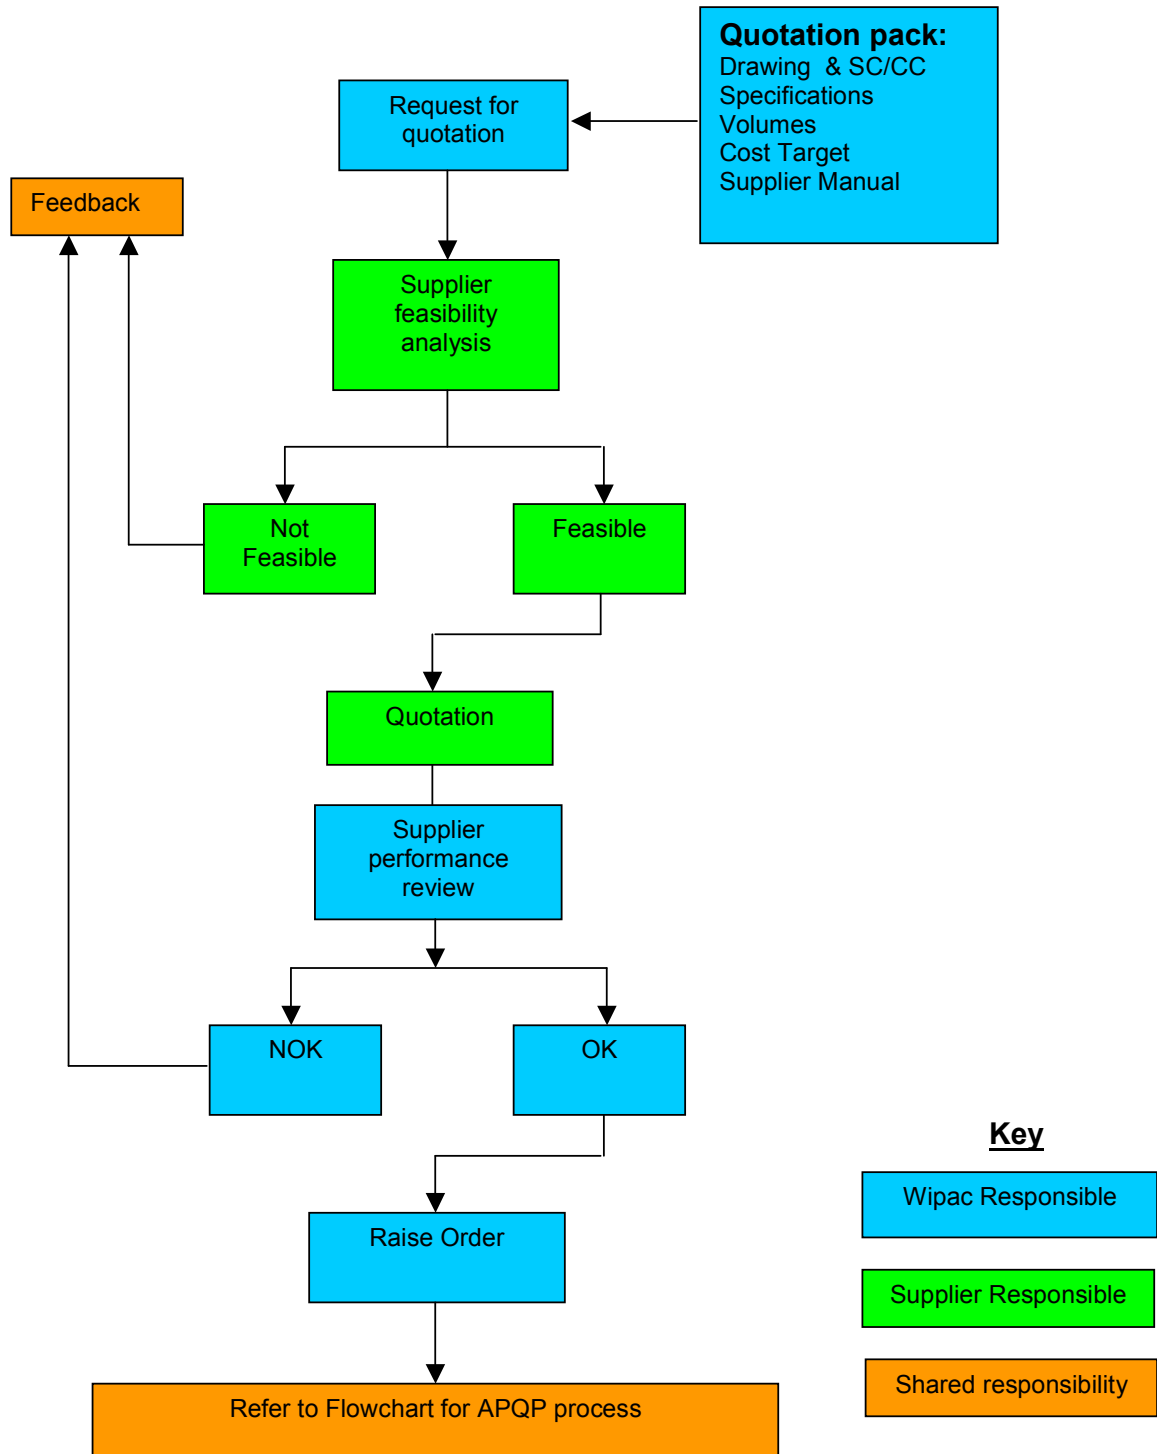 Quotation pack:
Drawing & SC/CC
Specifications
Volumes
Cost Target
Supplier Manual
Request for
quotation
Feedback
Supplier
feasibility
analysis
Not
Feasible
Feasible
Quotation
Supplier
performance
review
NOK
OK
Key
Wipac Responsible
Raise Order
Supplier Responsible
Shared responsibility
Refer to Flowchart for APQP process